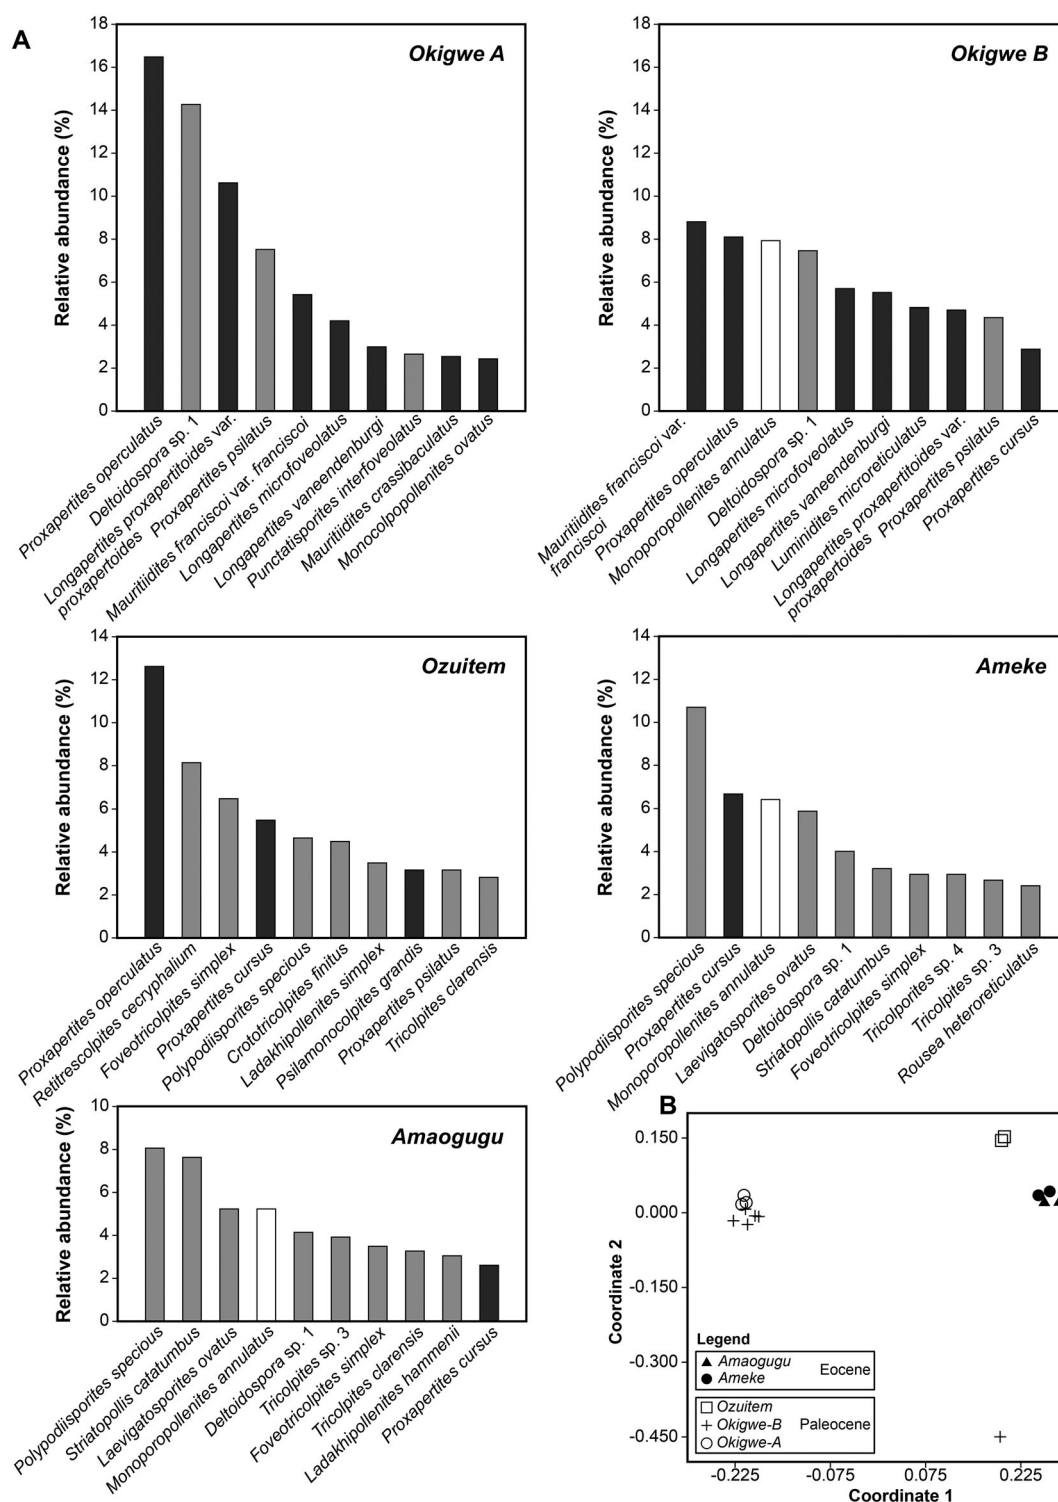 A
Okigwe A
Relative abundance (%)
18
16
14
12
10
8
6
4
2
0
Proxapertites operculatus
Deltoidospora sp. 1
Longapertites proxapertitoides var.
proxapertoides
Proxapertites psilatus
Mauritiidites franciscoi var. franciscoi
Longapertites microfoveolatus
Longapertites vaneendenburgi
Punctatisporites interfoveolatus
Mauritiidites crassibaculatus
Monocolpopollenites ovatus
Okigwe B
Relative abundance (%)
18
16
14
12
10
8
6
4
2
0
Mauritiidites franciscoi var.
franciscoi
Proxapertites operculatus
Monoporopollenites annulatus
Deltoidospora sp. 1
Longapertites microfoveolatus
Longapertites vaneendenburgi
Luminidites microreticulatus
Longapertites proxapertitoides var.
proxapertoides
Proxapertites psilatus
Proxapertites cursus
Ozuitem
Relative abundance (%)
14
12
10
8
6
4
2
0
Proxapertites operculatus
Retitrescolpites cecryphalium
Foveotricolpites simplex
Proxapertites cursus
Polypodiisporites specious
Crototricolpites finitus
Ladakhipollenites simplex
Psilamonocolpites grandis
Proxapertites psilatus
Tricolpites clarensis
Ameke
Relative abundance (%)
14
12
10
8
6
4
2
0
Polypodiisporites specious
Proxapertites cursus
Monoporopollenites annulatus
Laevigatosporites ovatus
Deltoidospora sp. 1
Striatopollis catatumbus
Foveotricolpites simplex
Tricolporites sp. 4
Tricolpites sp. 3
Rousea heteroreticulatus
Amaogugu
Relative abundance (%)
10
8
6
4
2
0
Polypodiisporites specious
Striatopollis catatumbus
Laevigatosporites ovatus
Monoporopollenites annulatus
Deltoidospora sp. 1
Tricolpites sp. 3
Foveotricolpites simplex
Tricolpites clarensis
Ladakhipollenites hammenii
Proxapertites cursus
B
Coordinate 2
0.150
0.000
-0.150
-0.300
-0.450
Legend
Amaogugu
Ameke
Eocene
Ozuitem
Okigwe-B
Okigwe-A
Paleocene
-0.225
-0.075
0.075
0.225
Coordinate 1